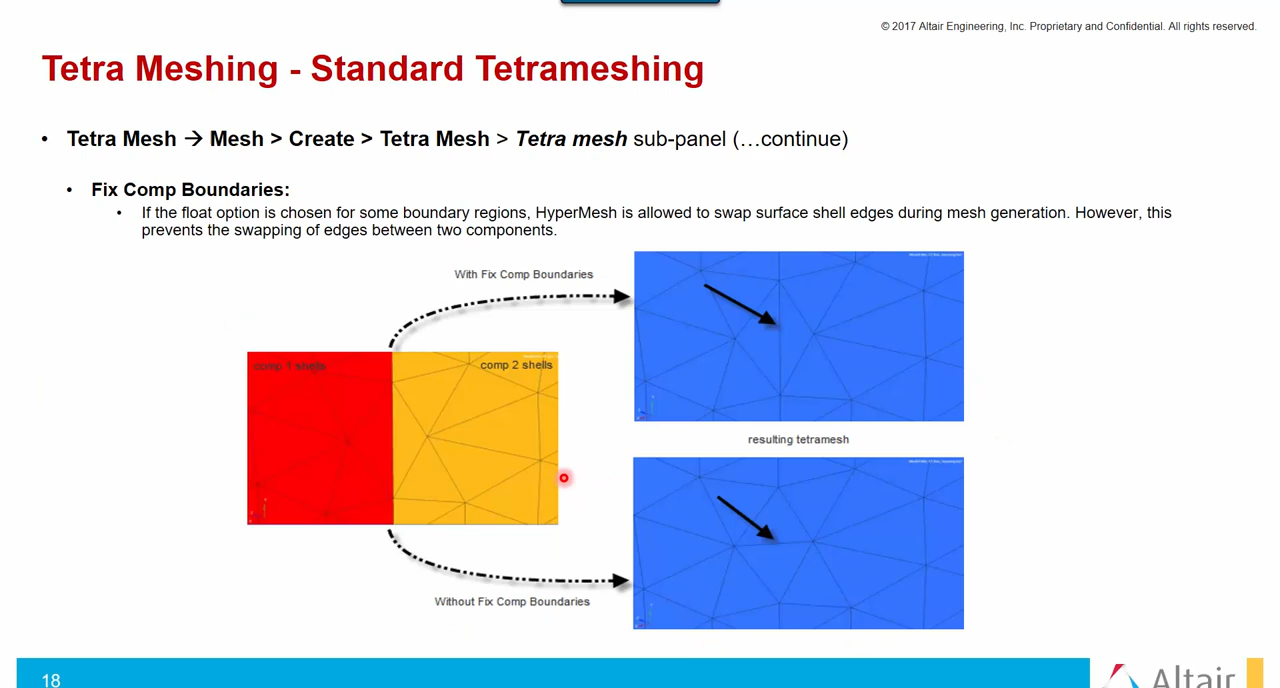 © 2017 Altair Engineering, Inc. Proprietary and Confidential. All rights reserved.
Tetra Meshing - Standard Tetrameshing
• Tetra Mesh → Mesh > Create > Tetra Mesh > Tetra mesh sub-panel (…continue)
• Fix Comp Boundaries:
• If the float option is chosen for some boundary regions, HyperMesh is allowed to swap surface shell edges during mesh generation. However, this
prevents the swapping of edges between two components.
With Fix Comp Boundaries
comp 1 shells
comp 2 shells
resulting tetramesh
Without Fix Comp Boundaries
18
Altair